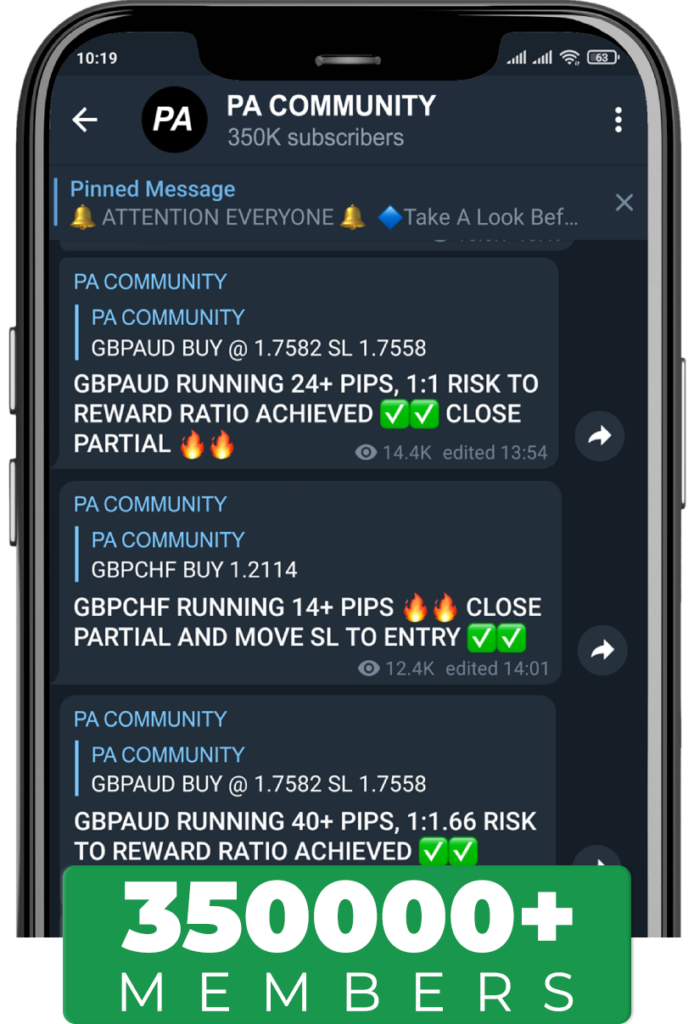 10:19
63
PA
PA COMMUNITY
350K subscribers
Pinned Message
🔔 ATTENTION EVERYONE 🔔 🔷Take A Look Bef...
PA COMMUNITY
PA COMMUNITY
GBPAUD BUY @ 1.7582 SL 1.7558
GBPAUD RUNNING 24+ PIPS, 1:1 RISK TO
REWARD RATIO ACHIEVED ✅✅ CLOSE
PARTIAL 🔥🔥
14.4K edited 13:54
PA COMMUNITY
PA COMMUNITY
GBPCHF BUY 1.2114
GBPCHF RUNNING 14+ PIPS 🔥🔥 CLOSE
PARTIAL AND MOVE SL TO ENTRY ✅✅
12.4K edited 14:01
PA COMMUNITY
PA COMMUNITY
GBPAUD BUY @ 1.7582 SL 1.7558
GBPAUD RUNNING 40+ PIPS, 1:1.66 RISK
TO REWARD RATIO ACHIEVED ✅✅
350000+
MEMBERS